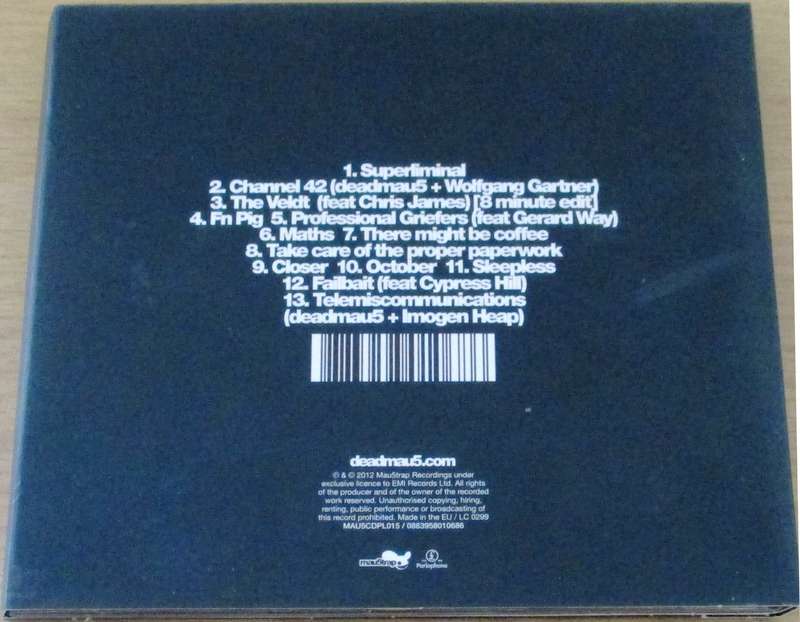 1. Superliminal
2. Channel 42 (deadmau5 + Wolfgang Gartner)
3. The Veldt (feat Chris James) [8 minute edit]
4. Fn Pig 5. Professional Griefers (feat Gerard Way)
6. Maths 7. There might be coffee
8. Take care of the proper paperwork
9. Closer 10. October 11. Sleepless
12. Failbait (feat Cypress Hill)
13. Telemiscommunications
(deadmau5 + Imogen Heap)
deadmau5.com
℗ & © 2012 Mau5trap Recordings under
exclusive licence to EMI Records Ltd. All rights
of the producer and of the owner of the recorded
work reserved. Unauthorised copying, hiring,
renting, public performance or broadcasting of
this record prohibited. Made in the EU / LC 0299
MAU5CDPL015 / 0883958010686
mau5trap
Parlophone